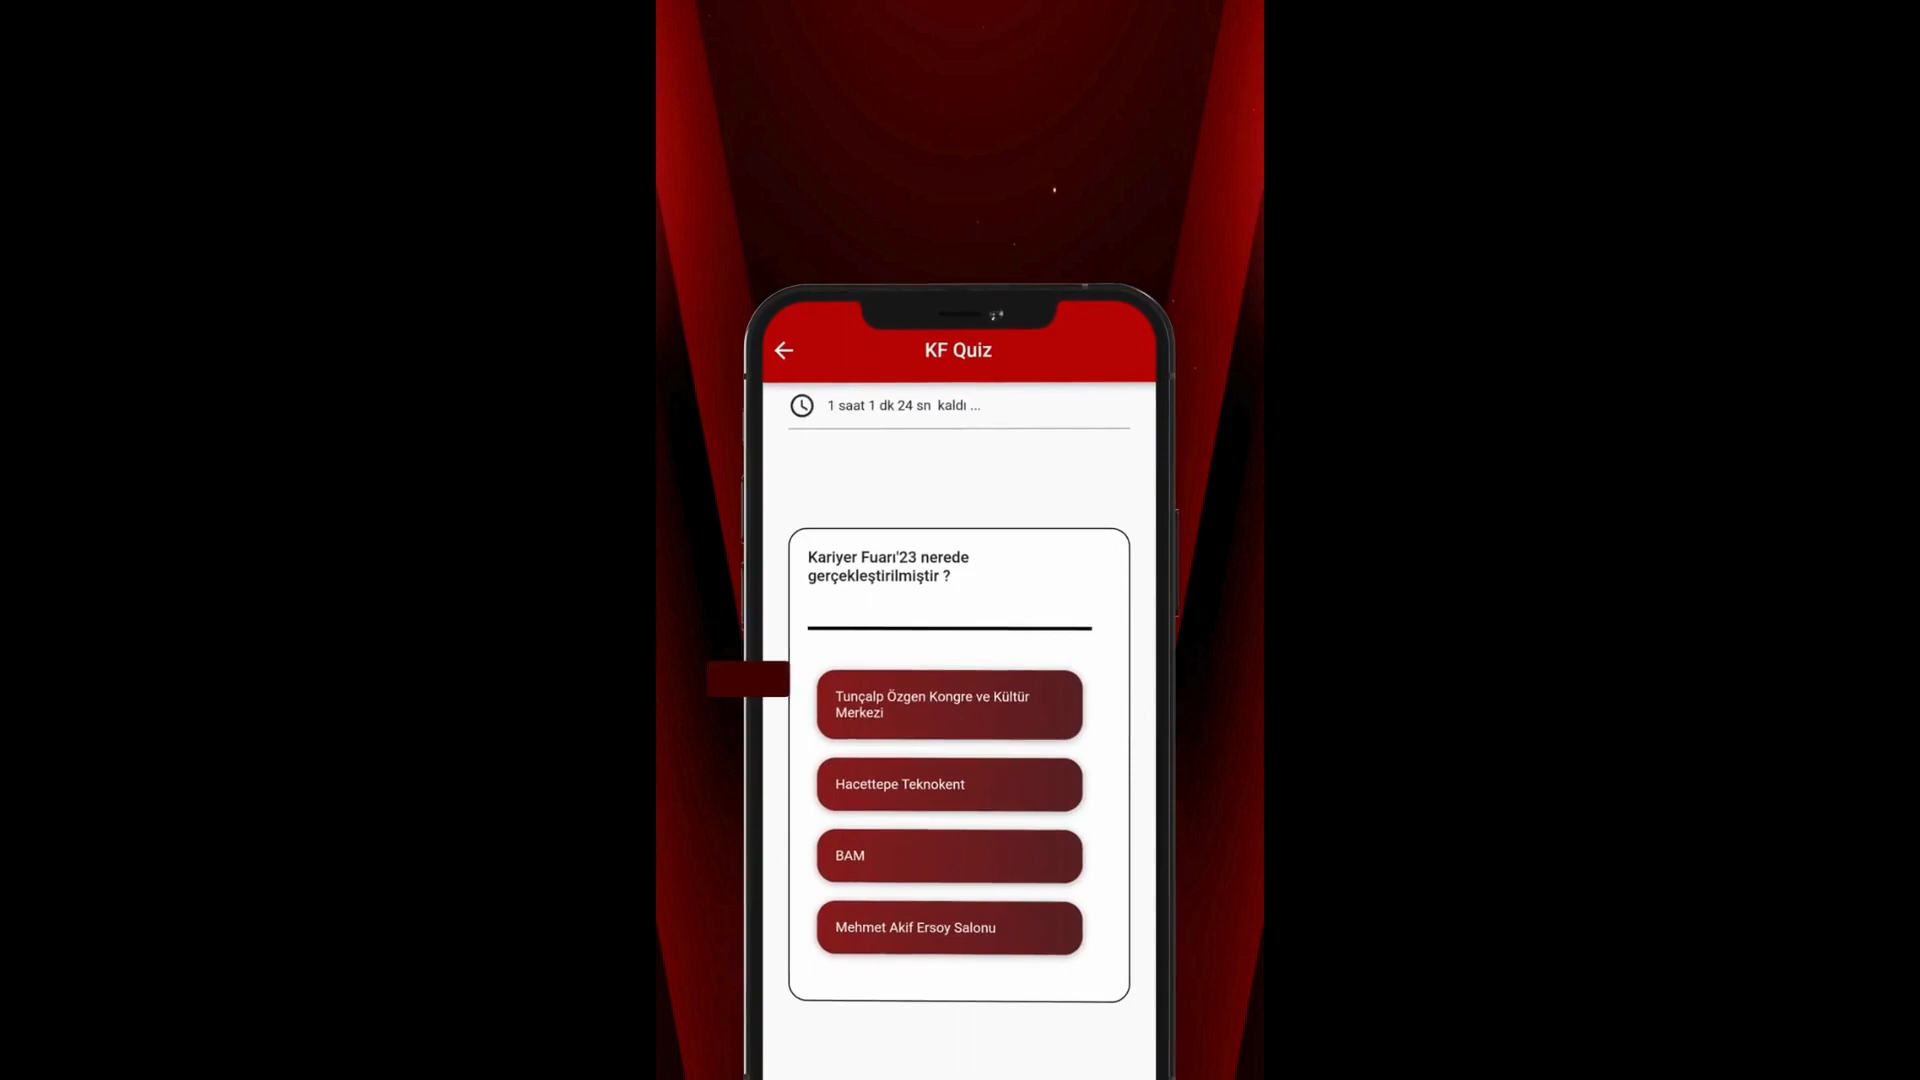 KF Quiz
1 saat 1 dk 24 sn kaldı ...
Kariyer Fuarı'23 nerede
gerçekleştirilmiştir ?
Tunçalp Özgen Kongre ve Kültür
Merkezi
Hacettepe Teknokent
BAM
Mehmet Akif Ersoy Salonu